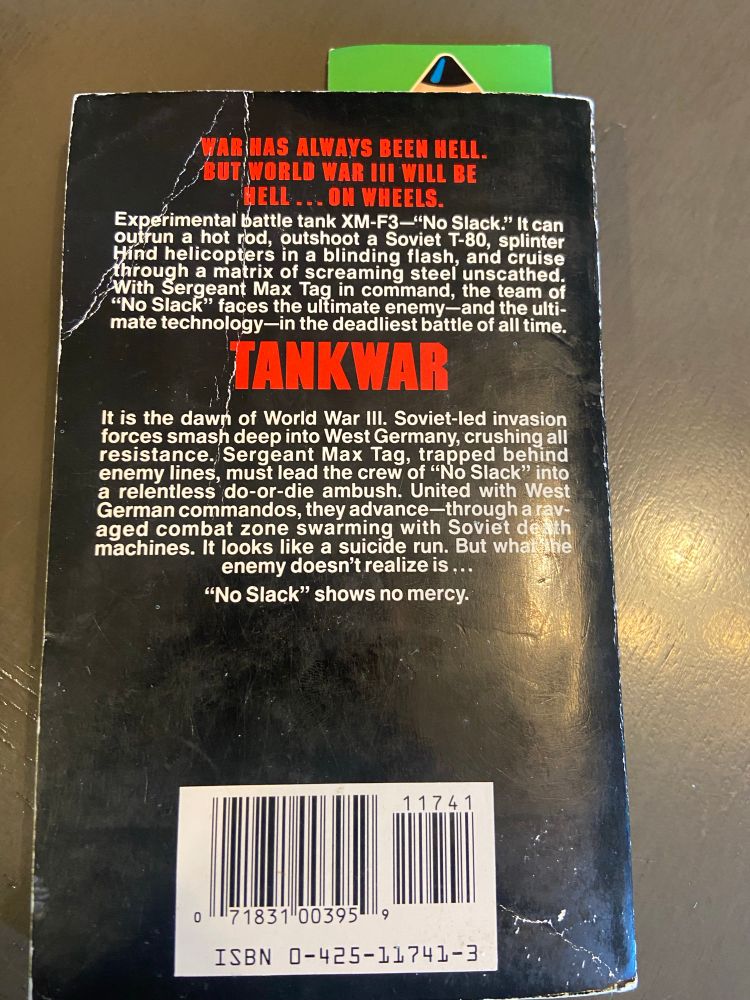 WAR HAS ALWAYS BEEN HELL.
BUT WORLD WAR III WILL BE
HELL... ON WHEELS.
Experimental battle tank XM-F3—“No Slack.” It can
outrun a hot rod, outshoot a Soviet T-80, splinter
Hind helicopters in a blinding flash, and cruise
through a matrix of screaming steel unscathed.
With Sergeant Max Tag in command, the team of
“No Slack” faces the ultimate enemy—and the ulti-
mate technology—in the deadliest battle of all time.
TANKWAR
It is the dawn of World War III. Soviet-led invasion
forces smash deep into West Germany, crushing all
resistance. Sergeant Max Tag, trapped behind
enemy lines, must lead the crew of “No Slack” into
a relentless do-or-die ambush. United with West
German commandos, they advance—through a rav-
aged combat zone swarming with Soviet death
machines. It looks like a suicide run. But what the
enemy doesn’t realize is...
“No Slack” shows no mercy.
11741
0 71831 00395 9
ISBN 0-425-11741-3